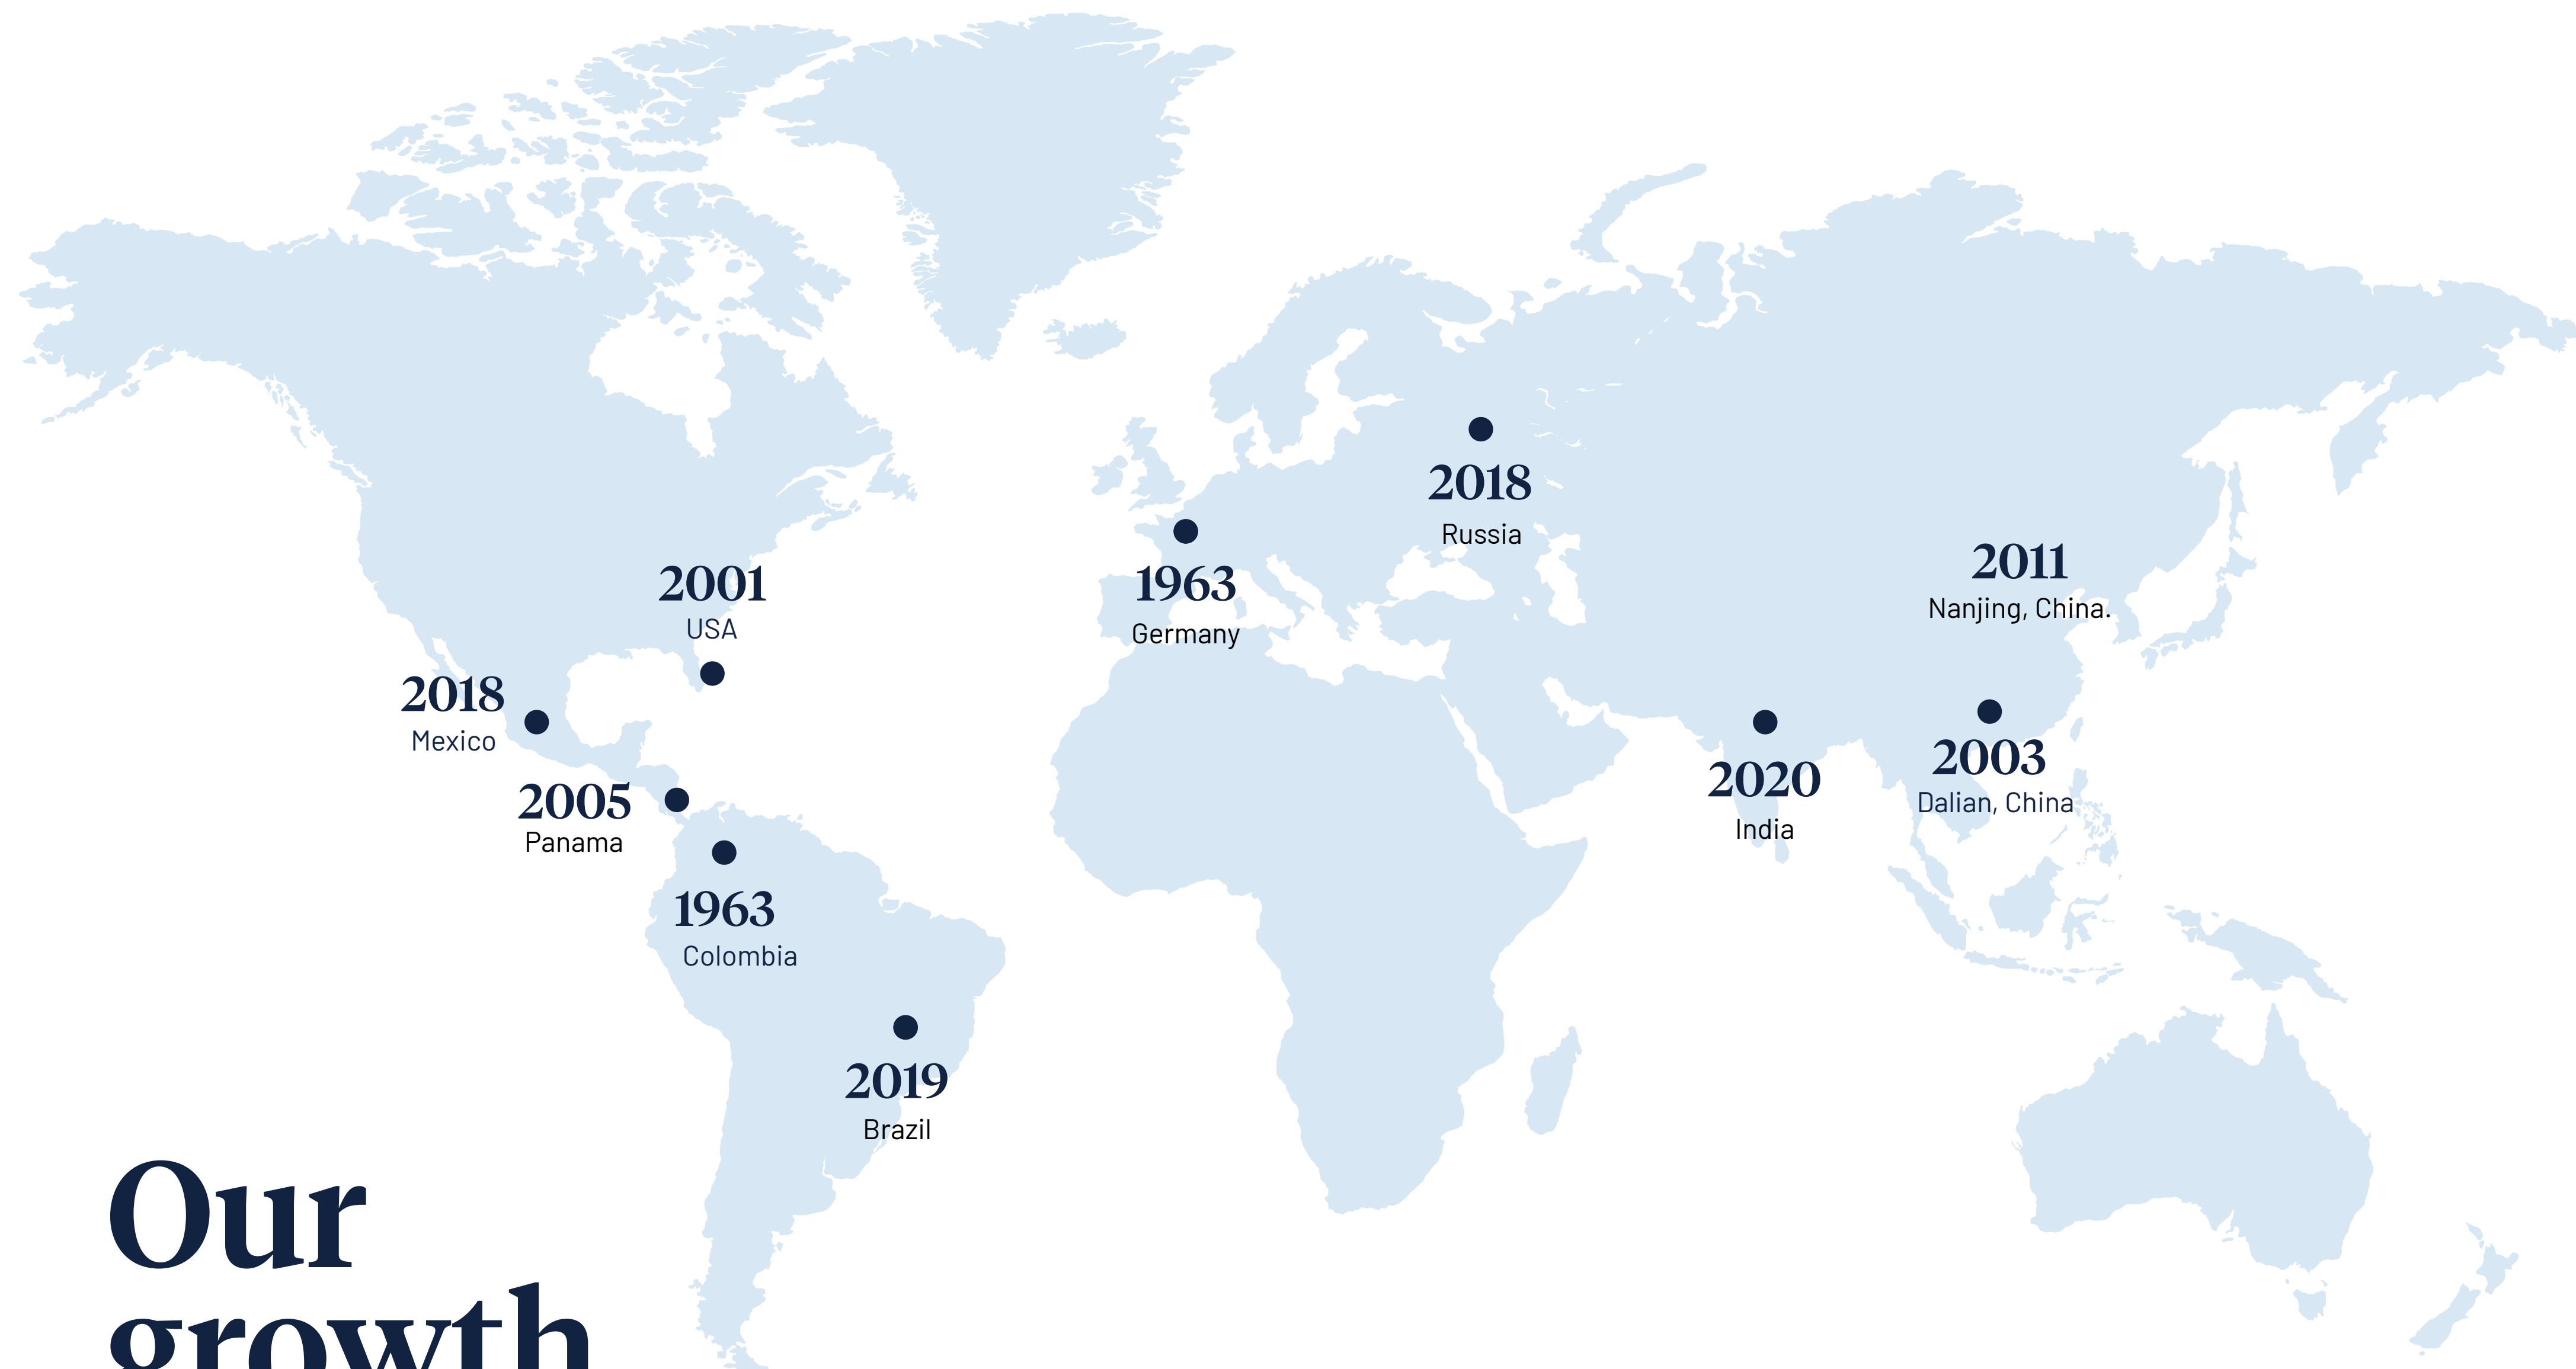 2018
Russia
1963
Germany
2001
USA
2011
Nanjing, China.
2018
Mexico
2005
Panama
2020
India
2003
Dalian, China
1963
Colombia
2019
Brazil
Our
growth